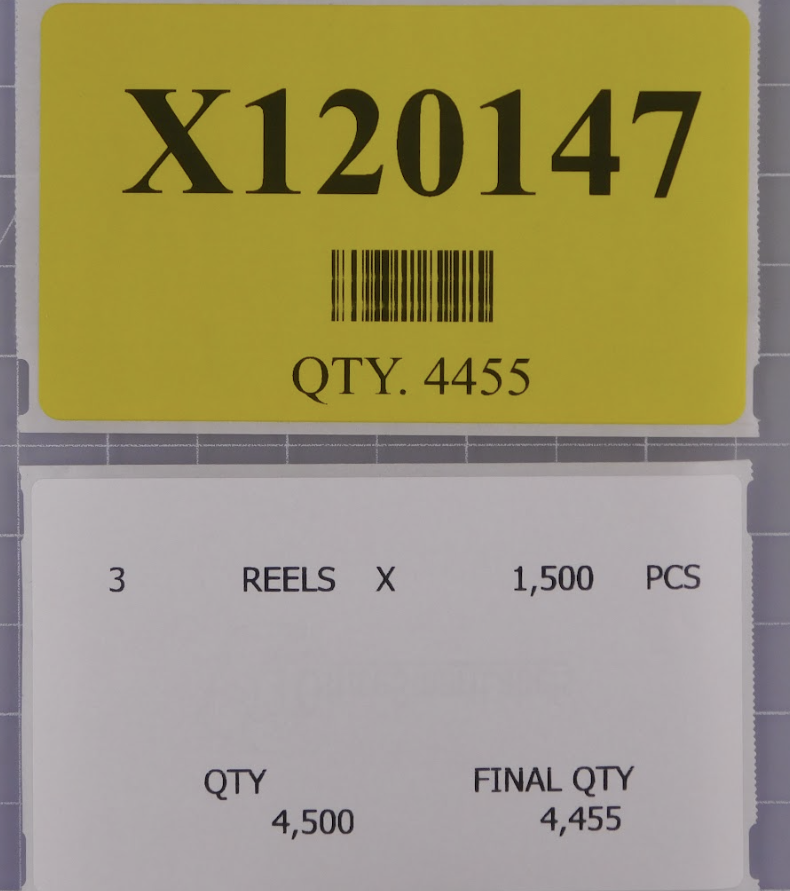 X120147
QTY. 4455
3 REELS X 1,500 PCS
QTY FINAL QTY
4,500 4,455